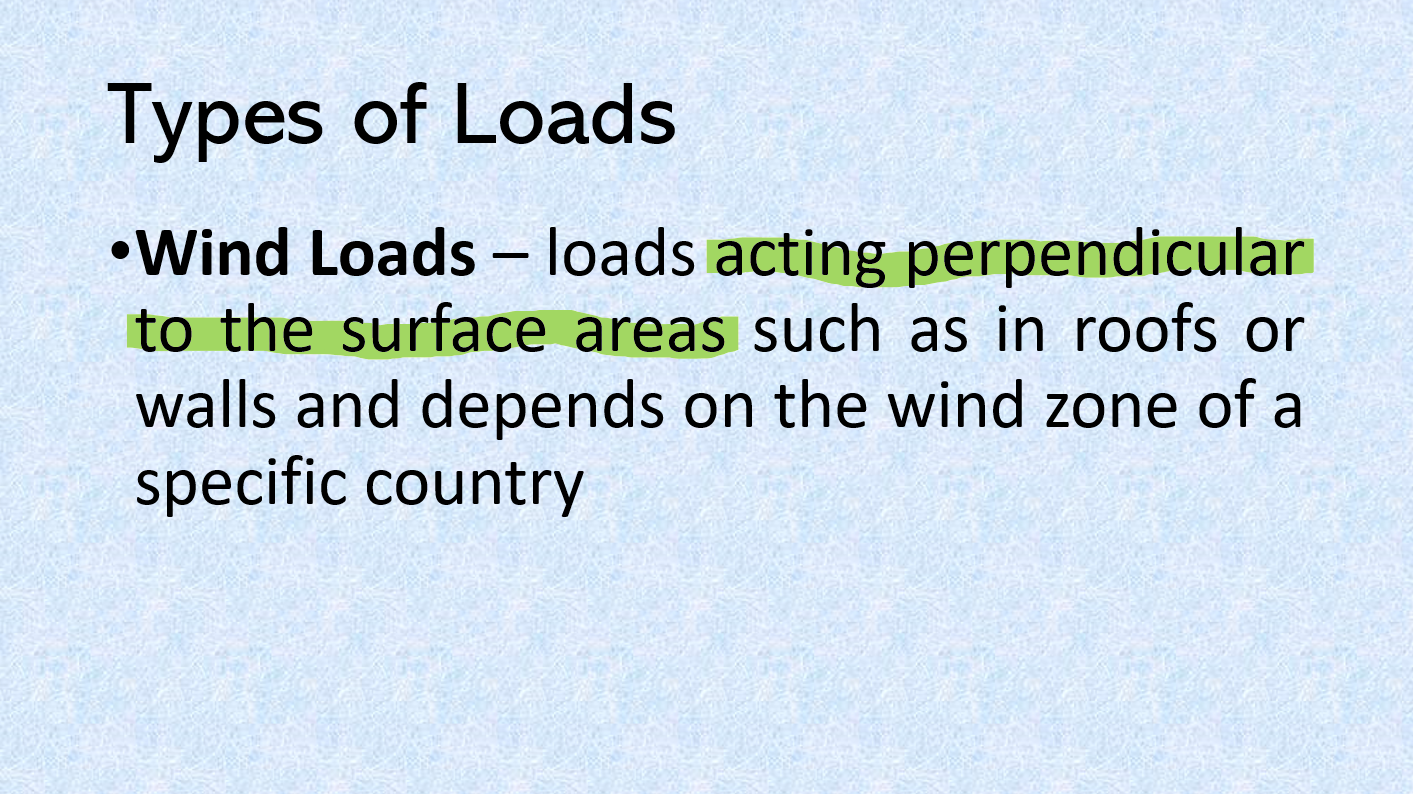 Types of Loads
•Wind Loads – loads acting perpendicular
to the surface areas such as in roofs or
walls and depends on the wind zone of a
specific country